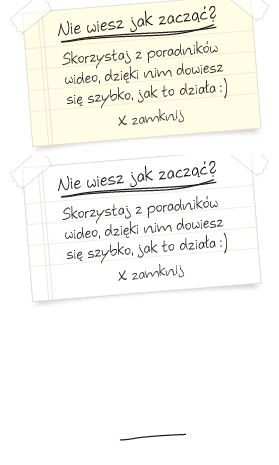 Nie wiesz jak zacząć?
Skorzystaj z poradników
wideo, dzięki nim dowiesz
się szybko, jak to działa :)
X zamknij
Nie wiesz jak zacząć?
Skorzystaj z poradników
wideo, dzięki nim dowiesz
się szybko, jak to działa :)
X zamknij